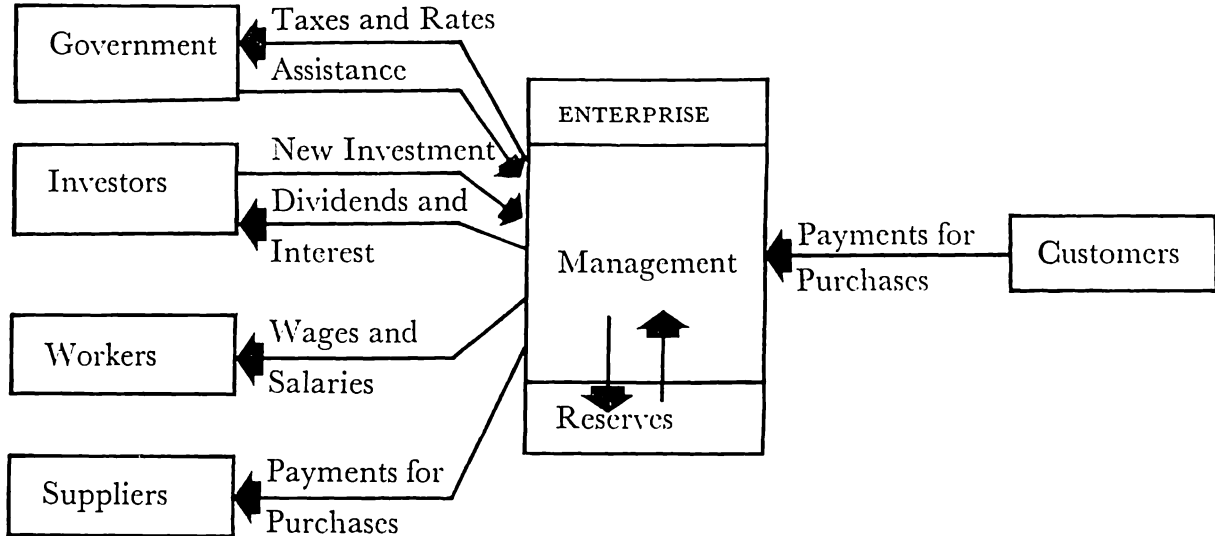 Government
Taxes and Rates
Assistance
Investors
New Investment
Dividends and
Interest
Workers
Wages and
Salaries
Suppliers
Payments for
Purchases
ENTERPRISE
Management
Reserves
Payments for
Purchases
Customers